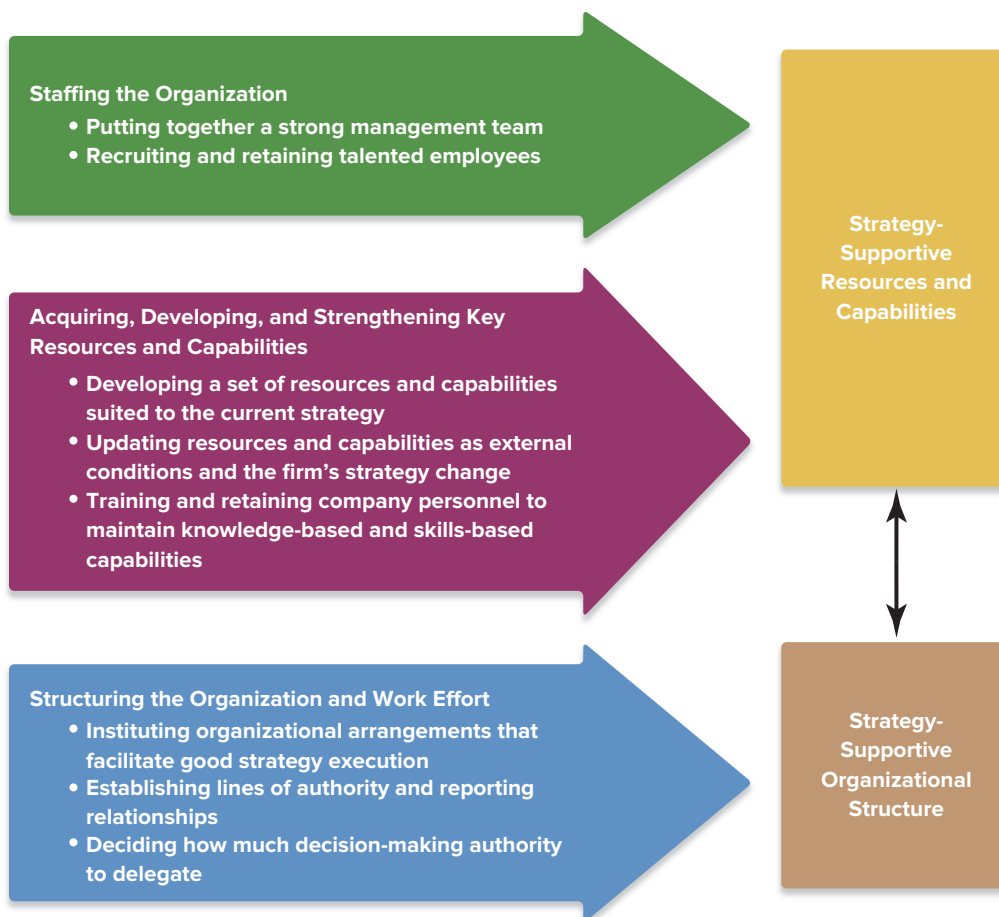 Staffing the Organization
• Putting together a strong management team
• Recruiting and retaining talented employees
Acquiring, Developing, and Strengthening Key
Resources and Capabilities
• Developing a set of resources and capabilities
suited to the current strategy
• Updating resources and capabilities as external
conditions and the firm’s strategy change
• Training and retaining company personnel to
maintain knowledge-based and skills-based
capabilities
Structuring the Organization and Work Effort
• Instituting organizational arrangements that
facilitate good strategy execution
• Establishing lines of authority and reporting
relationships
• Deciding how much decision-making authority
to delegate
Strategy-
Supportive
Resources and
Capabilities
Strategy-
Supportive
Organizational
Structure